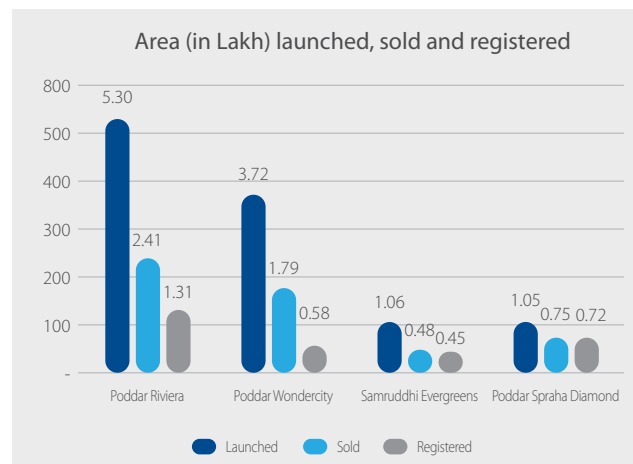 Area (in Lakh) launched, sold and registered
800
500
400
300
200
100
-
5.30
2.41
1.31
3.72
1.79
0.58
1.06
0.48
0.45
1.05
0.75
0.72
Poddar Riviera
Poddar Wondercity
Samruddhi Evergreens
Poddar Spraha Diamond
Launched
Sold
Registered